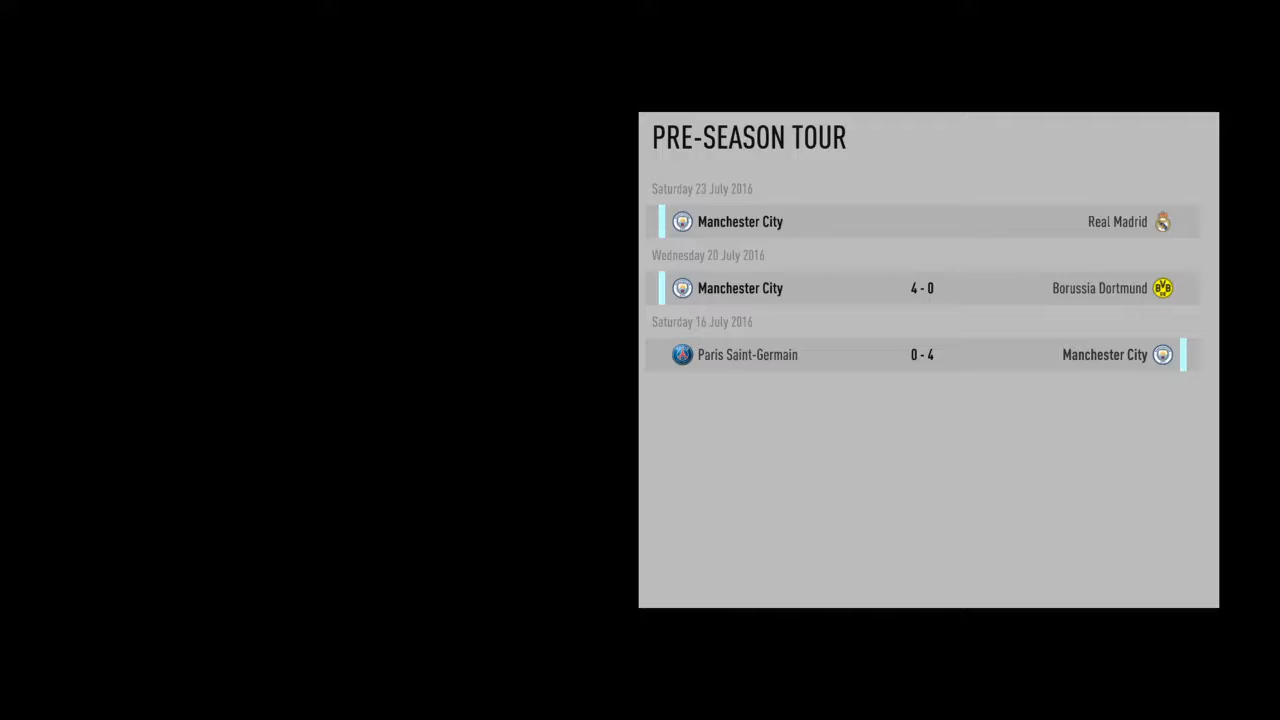 PRE-SEASON TOUR
Saturday 23 July 2016
Manchester City Real Madrid
Wednesday 20 July 2016
Manchester City 4 - 0 Borussia Dortmund BVB
Saturday 16 July 2016
Paris Saint-Germain 0 - 4 Manchester City